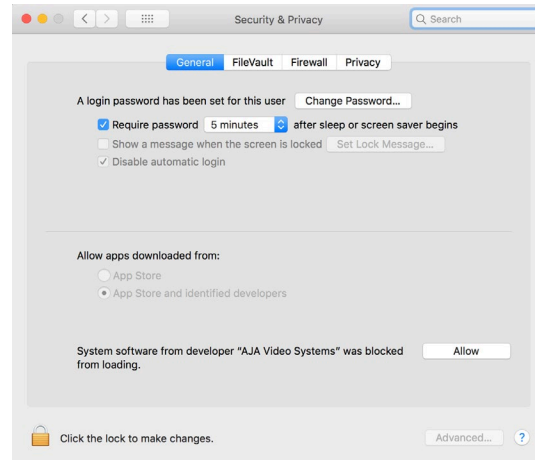 Security & Privacy
Search
General FileVault Firewall Privacy
A login password has been set for this user Change Password...
Require password 5 minutes after sleep or screen saver begins
Show a message when the screen is locked Set Lock Message...
Disable automatic login
Allow apps downloaded from:
App Store
App Store and identified developers
System software from developer “AJA Video Systems” was blocked Allow
from loading.
Click the lock to make changes. Advanced... ?